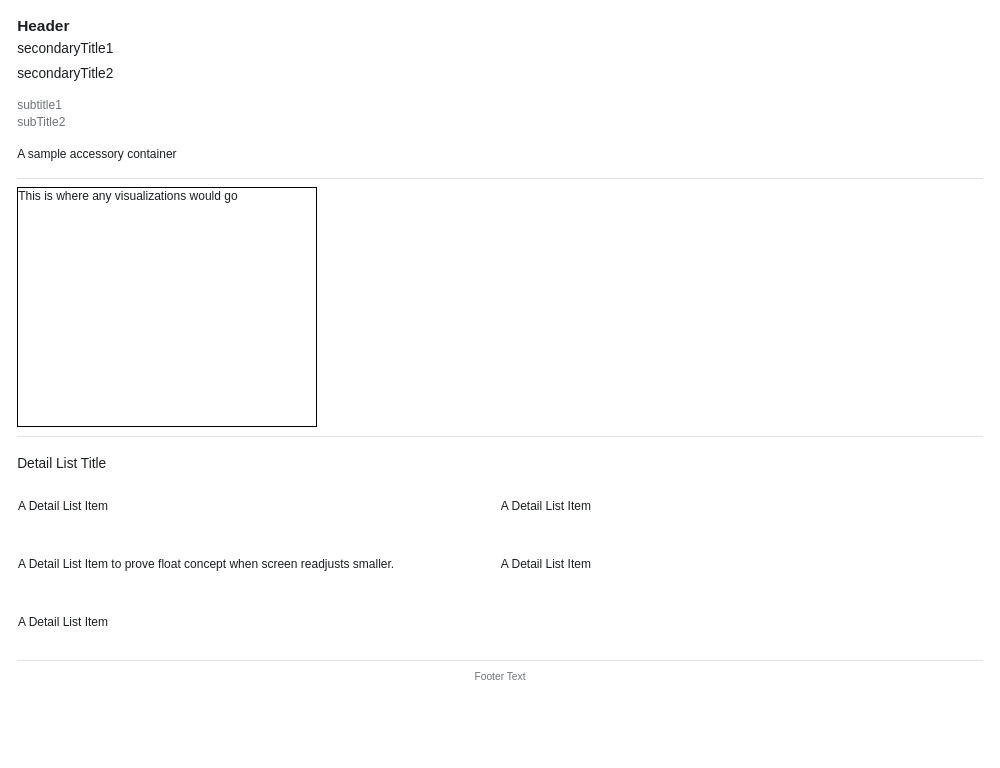 Header
secondaryTitle1
secondaryTitle2
subtitle1
subTitle2
A sample accessory container
This is where any visualizations would go
Detail List Title
A Detail List Item
A Detail List Item
A Detail List Item to prove float concept when screen readjusts smaller.
A Detail List Item
A Detail List Item
Footer Text